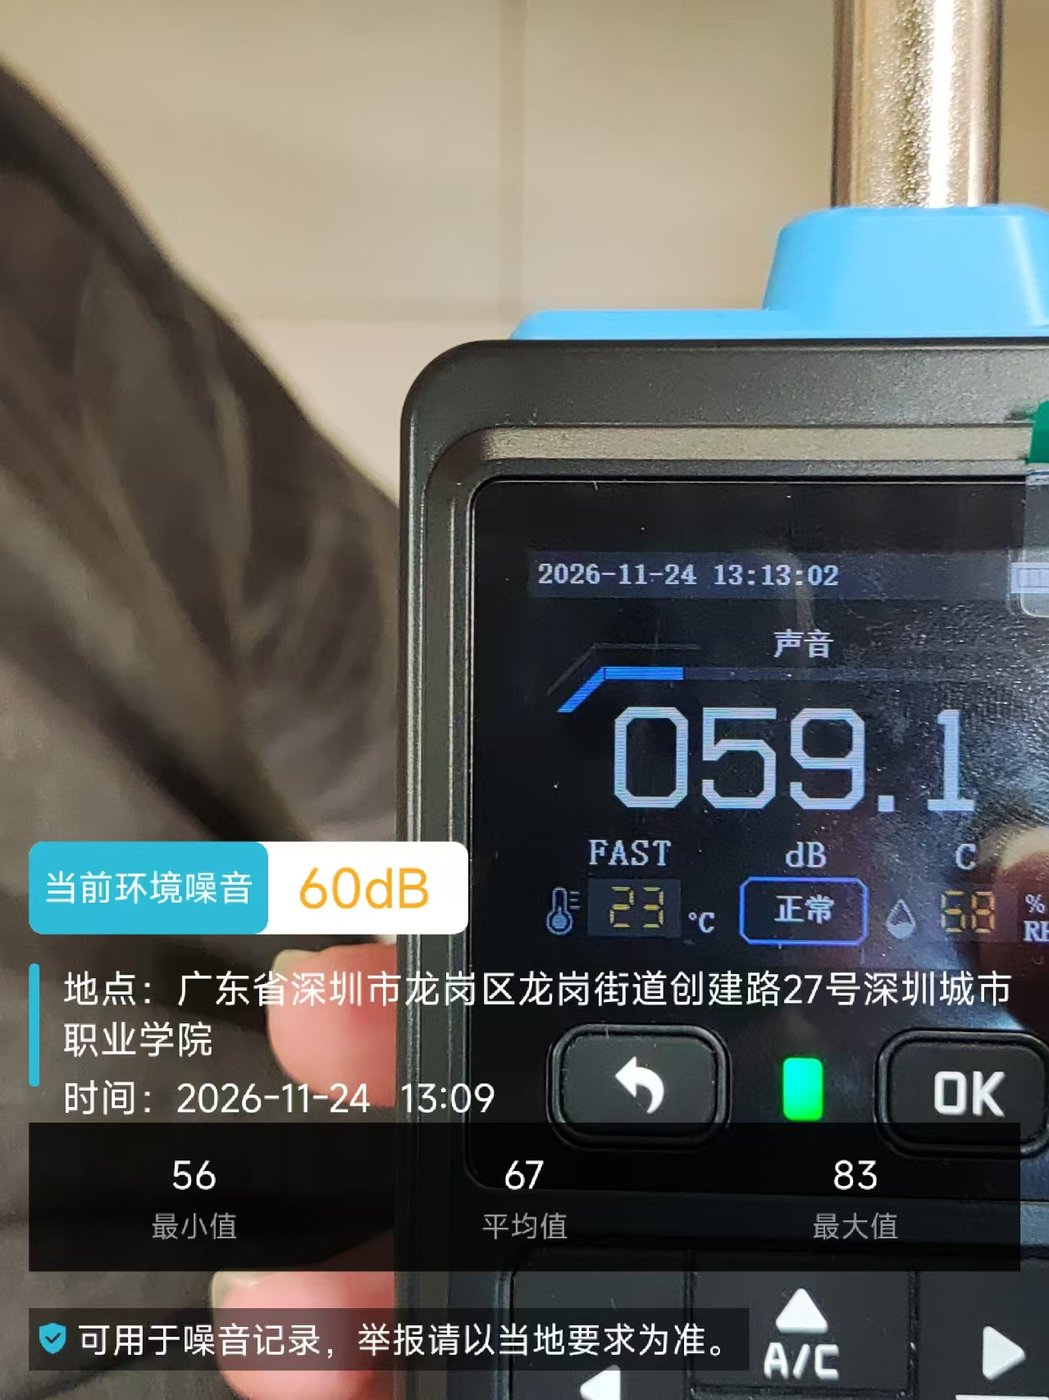 2026-11-24 13:13:02
声音
059.1
FAST dB C
23 ℃ 正常 68 %
当前环境噪音 60dB
地点：广东省深圳市龙岗区龙岗街道创建路27号深圳城市
职业学院
时间：2026-11-24 13:09
OK
56 67 83
最小值 平均值 最大值
可用于噪音记录，举报请以当地要求为准。
A/C